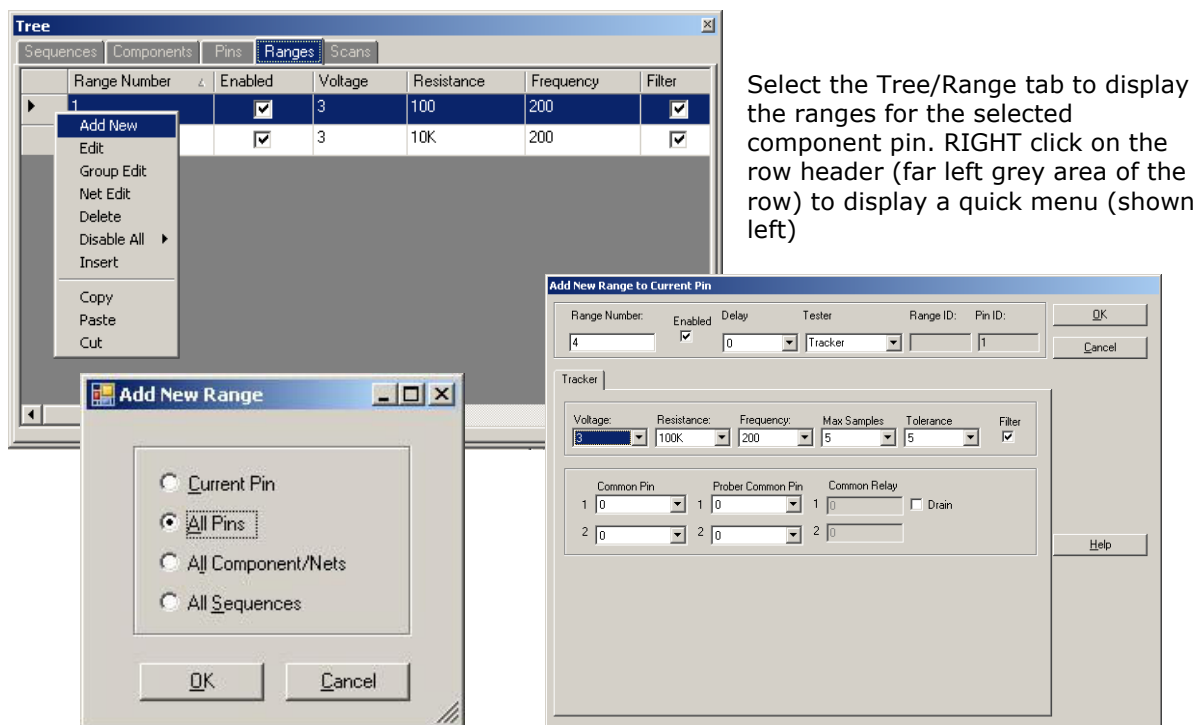 Tree
Sequences Components Pins Ranges Scans
Range Number Enabled Voltage Resistance Frequency Filter
1 3 100 200
3 10K 200
Add New
Edit
Group Edit
Net Edit
Delete
Disable All
Insert
Copy
Paste
Cut
Select the Tree/Range tab to display
the ranges for the selected
component pin. RIGHT click on the
row header (far left grey area of the
row) to display a quick menu (shown
left)
Add New Range
Current Pin
All Pins
All Component/Nets
All Sequences
OK Cancel
Add New Range to Current Pin
Range Number: Enabled Delay Tester Range ID: Pin ID:
4 0 Tracker 1
OK
Cancel
Tracker
Voltage: Resistance: Frequency: Max Samples Tolerance Filter
3 100K 200 5 5
Common Pin Prober Common Pin Common Relay
1 0 1 0 1 0 Drain
2 0 2 0 2 0
Help